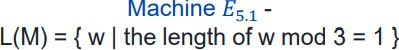 Machine E₅.₁ -
L(M) = { w | the length of w mod 3 = 1 }